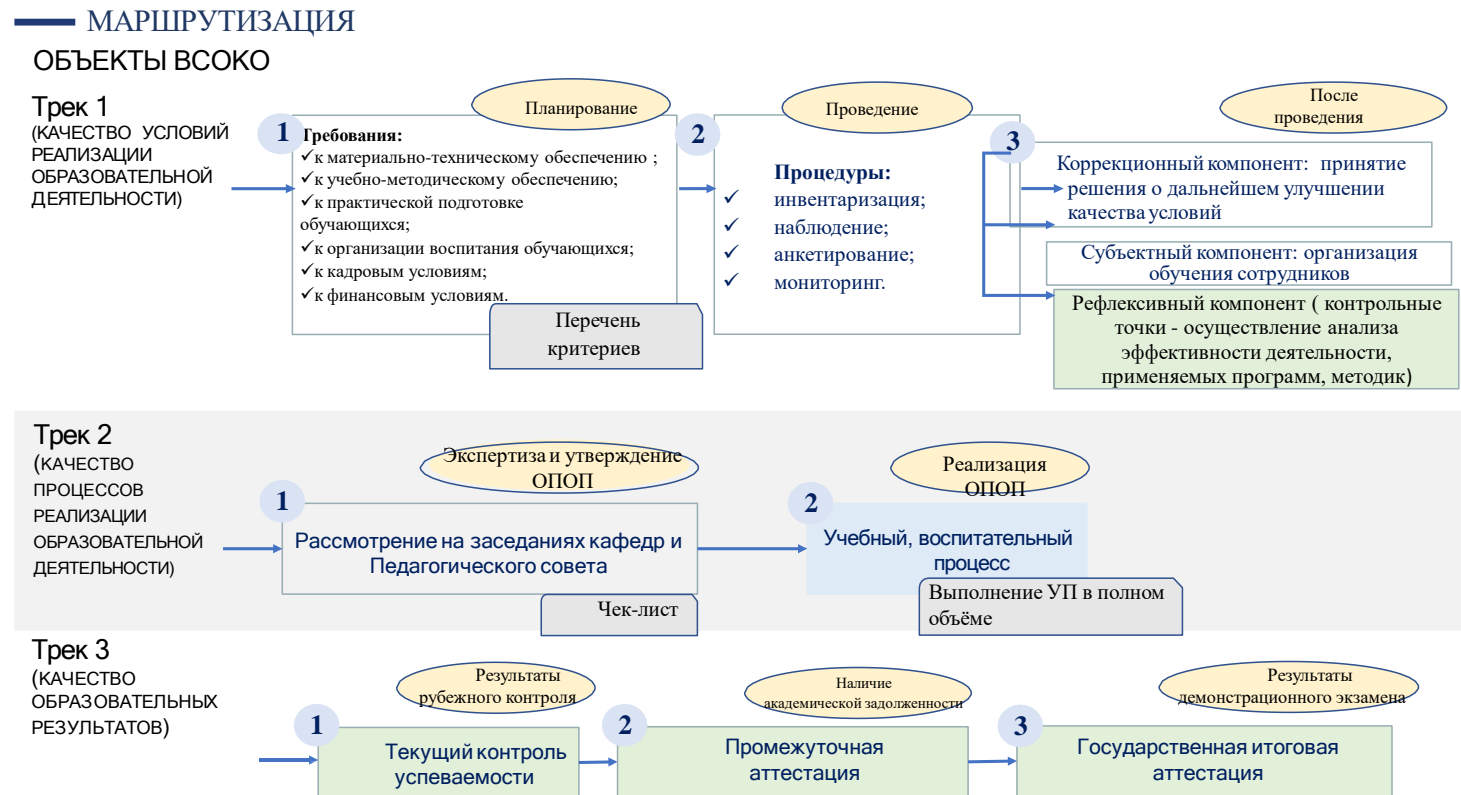 МАРШРУТИЗАЦИЯ
ОБЪЕКТЫ ВСОКО
Трек 1
(КАЧЕСТВО УСЛОВИЙ
РЕАЛИЗАЦИИ
ОБРАЗОВАТЕЛЬНОЙ
ДЕЯТЕЛЬНОСТИ)
Планирование
1
Требования:
✓к материально-техническому обеспечению ;
✓к учебно-методическому обеспечению;
✓к практической подготовке
обучающихся;
✓к организации воспитания обучающихся;
✓к кадровым условиям;
✓к финансовым условиям.
Перечень
критериев
Проведение
2
Процедуры:
✓ инвентаризация;
✓ наблюдение;
✓ анкетирование;
✓ мониторинг.
После
проведения
3
Коррекционный компонент: принятие
решения о дальнейшем улучшении
качества условий
Субъектный компонент: организация
обучения сотрудников
Рефлексивный компонент ( контрольные
точки - осуществление анализа
эффективности деятельности,
применяемых программ, методик)
Трек 2
(КАЧЕСТВО
ПРОЦЕССОВ
РЕАЛИЗАЦИИ
ОБРАЗОВАТЕЛЬНОЙ
ДЕЯТЕЛЬНОСТИ)
Экспертиза и утверждение
ОПОП
1
Рассмотрение на заседаниях кафедр и
Педагогического совета
Чек-лист
Реализация
ОПОП
2
Учебный, воспитательный
процесс
Выполнение УП в полном
объёме
Трек 3
(КАЧЕСТВО
ОБРАЗОВАТЕЛЬНЫХ
РЕЗУЛЬТАТОВ)
Результаты
рубежного контроля
1
Текущий контроль
успеваемости
Наличие
академической задолженности
2
Промежуточная
аттестация
Результаты
демонстрационного экзамена
3
Государственная итоговая
аттестация